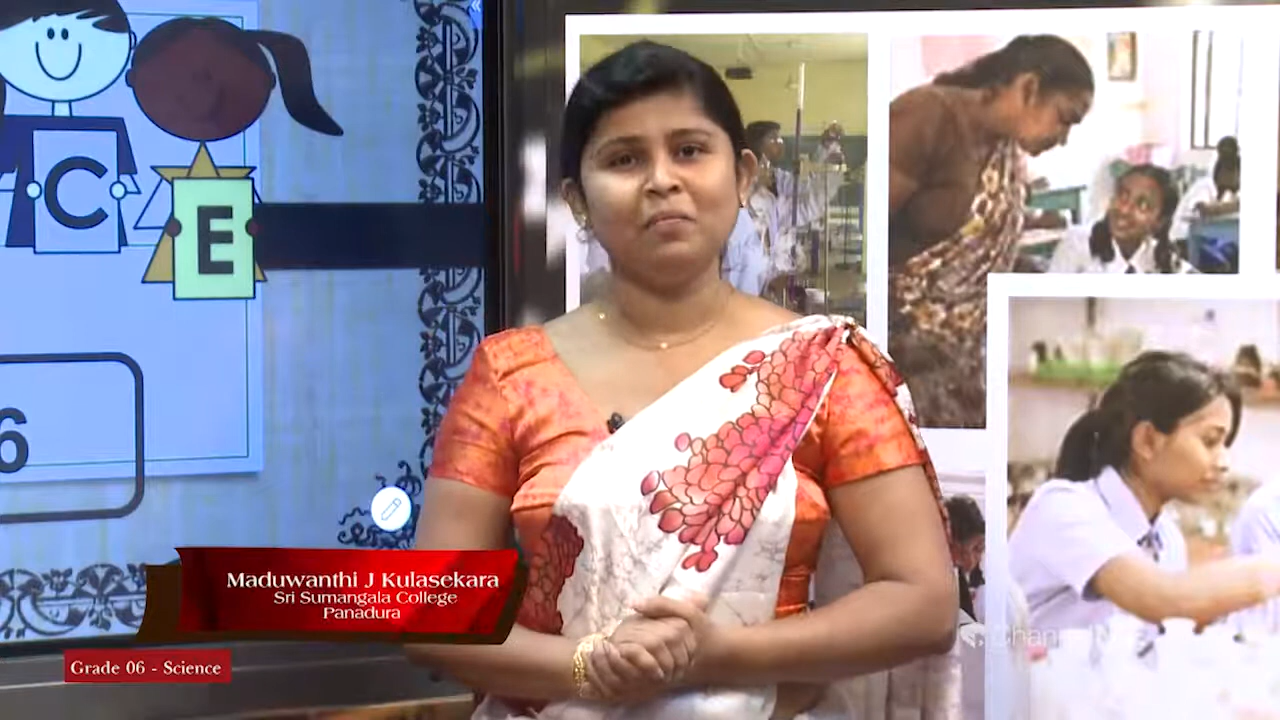 C E
6
Maduwanthi J Kulasekara
Sri Sumangala College
Panadura
Grade 06 - Science